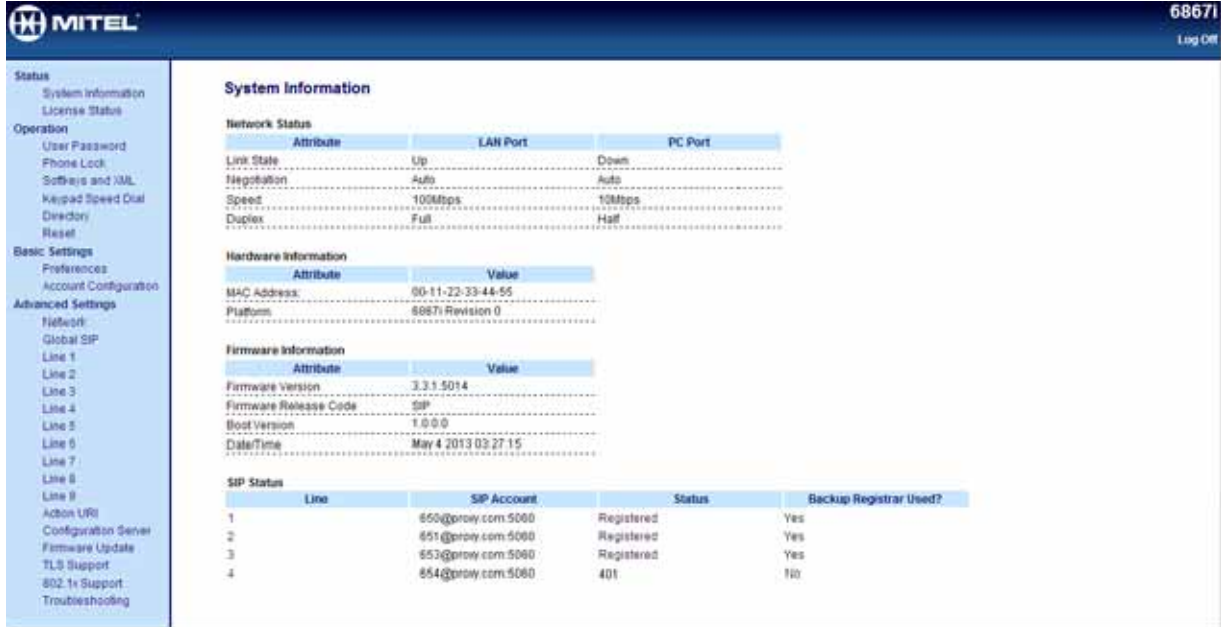 MITEL
6867i
Log Off
Status
System Information
License Status
Operation
User Password
Phone Lock
Softkeys and XML
Keypad Speed Dial
Directory
Reset
Basic Settings
Preferences
Account Configuration
Advanced Settings
Network
Global SIP
Line 1
Line 2
Line 3
Line 4
Line 5
Line 6
Line 7
Line 8
Line 9
Action URI
Configuration Server
Firmware Update
TLS Support
802.1x Support
Troubleshooting
System Information
Network Status
Attribute LAN Port PC Port
Link State Up Down
Negotiation Auto Auto
Speed 100Mbps 10Mbps
Duplex Full Half
Hardware Information
Attribute Value
MAC Address: 00-11-22-33-44-55
Platform 6867i Revision 0
Firmware Information
Attribute Value
Firmware Version 3.3.1.5014
Firmware Release Code SIP
Boot Version 1.0.0.0
Date/Time May 4 2013 03:27:15
SIP Status
Line SIP Account Status Backup Registrar Used?
1 650@proxy.com:5060 Registered Yes
2 651@proxy.com:5060 Registered Yes
3 653@proxy.com:5060 Registered Yes
4 654@proxy.com:5060 401 No